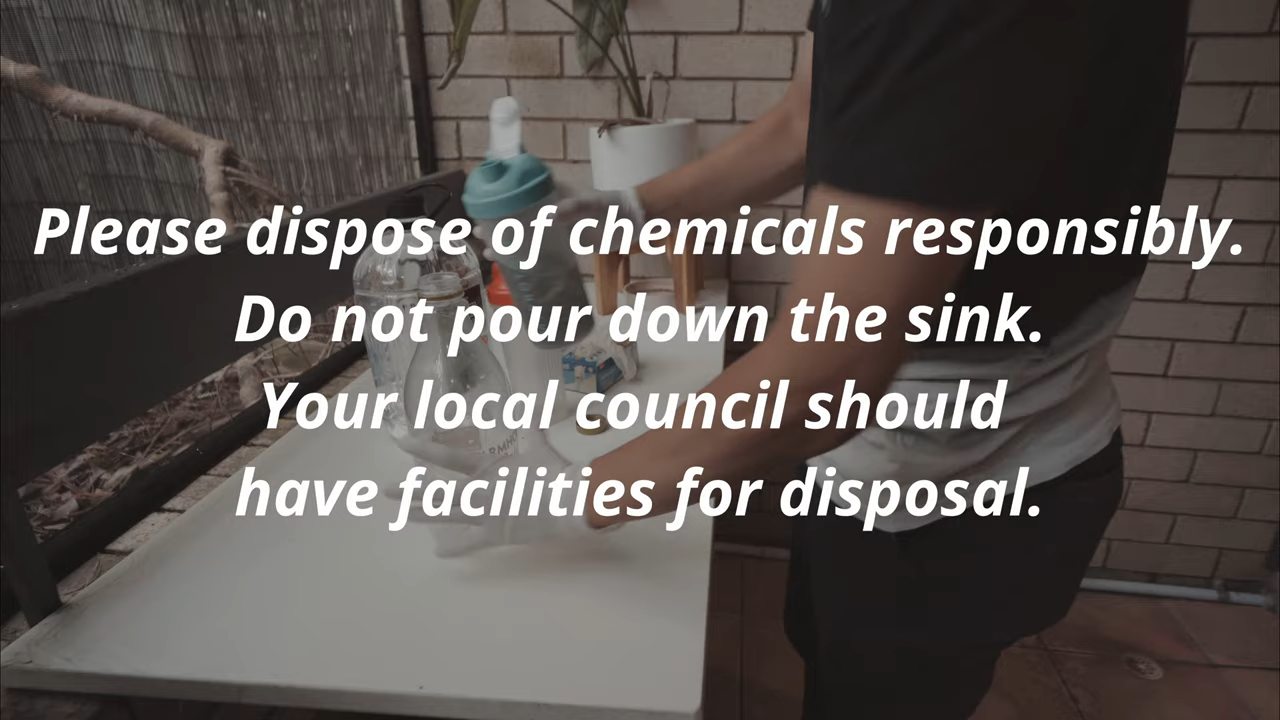 Please dispose of chemicals responsibly.
Do not pour down the sink.
Your local council should
have facilities for disposal.